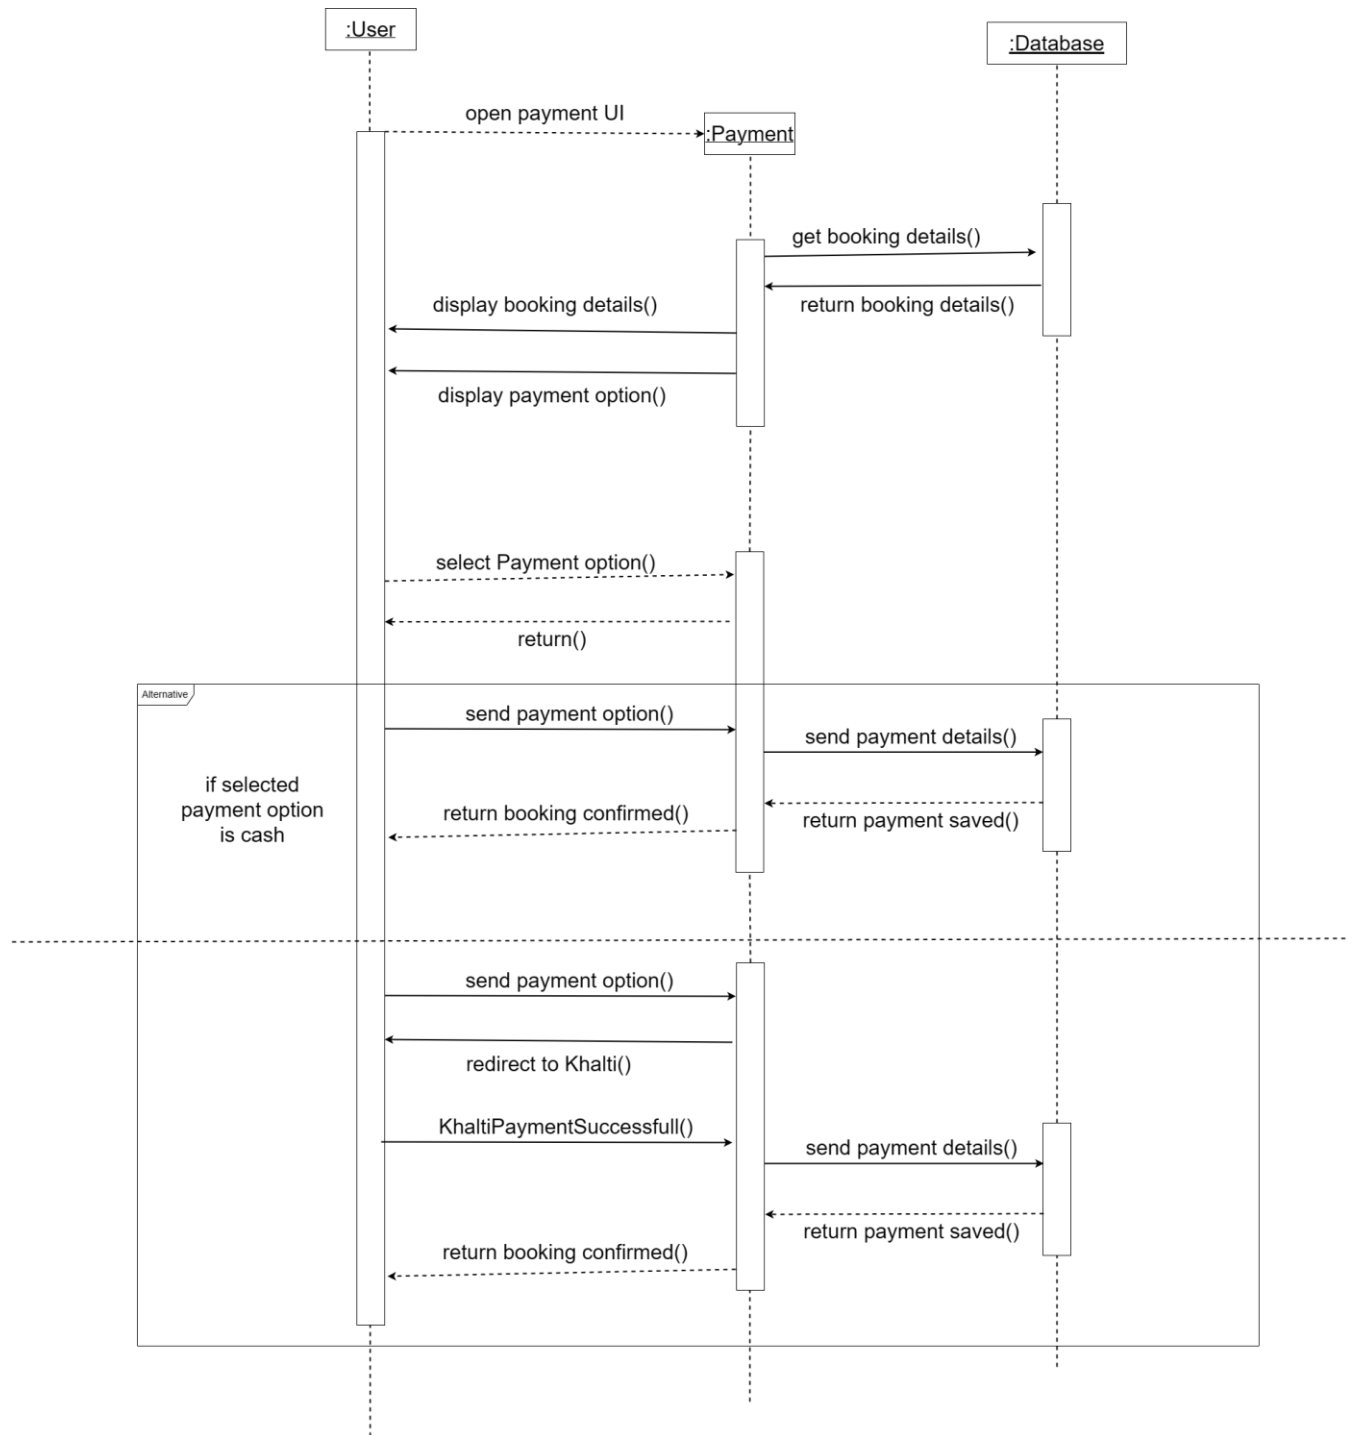 :User
:Database
open payment UI
:Payment
get booking details()
display booking details()
return booking details()
display payment option()
select Payment option()
return()
Alternative
send payment option()
send payment details()
if selected
payment option
is cash
return booking confirmed()
return payment saved()
send payment option()
redirect to Khalti()
KhaltiPaymentSuccessfull()
send payment details()
return payment saved()
return booking confirmed()